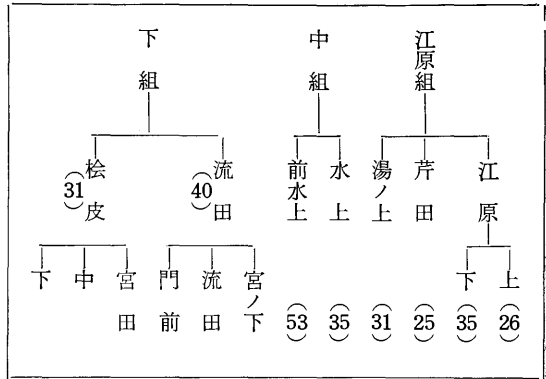 江原組
中組
下組
江原
芹田
湯ノ上
水上
前水上
流田
(40)
桧皮
(31)
上
(26)
下
(35)
(25)
(31)
(35)
(53)
宮ノ下
流田
門前
宮田
中
下